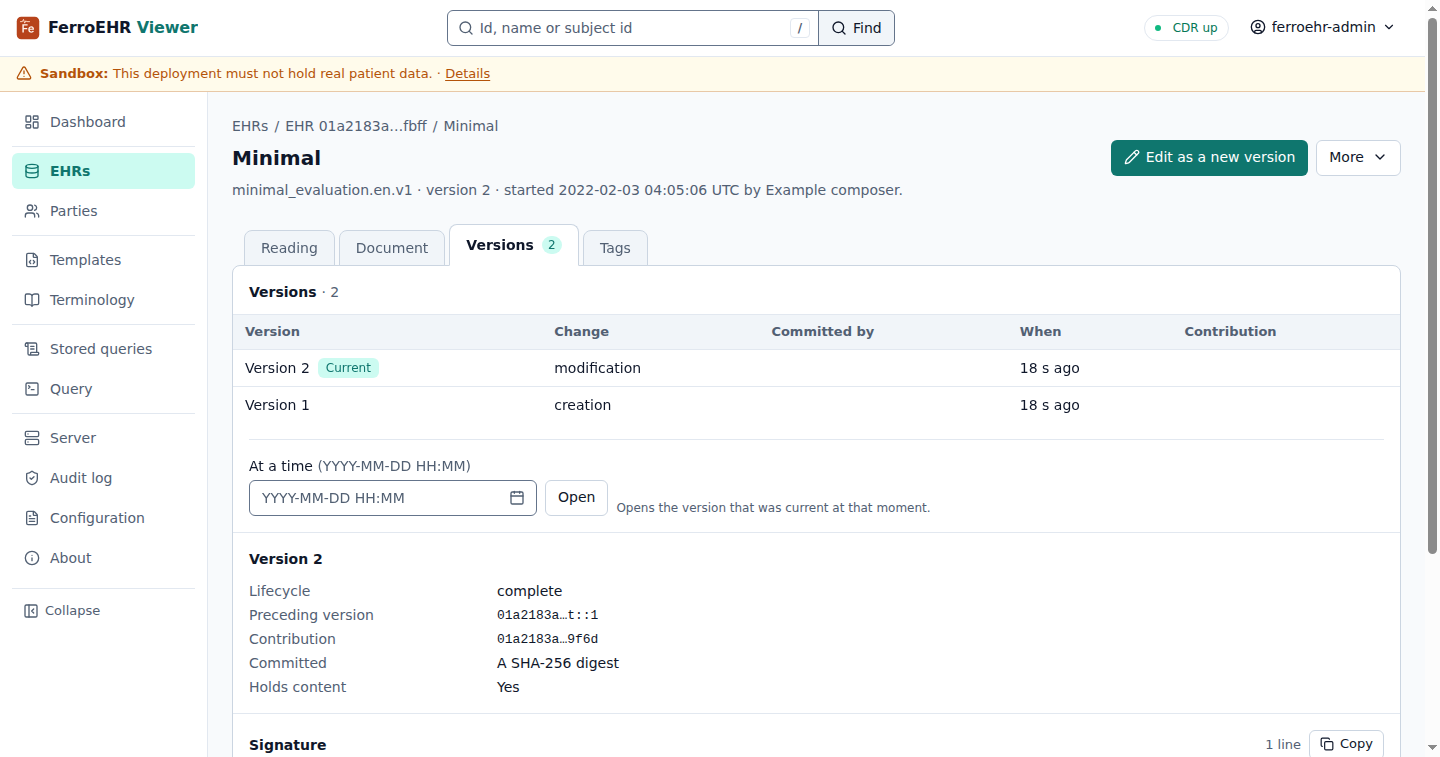 FerroEHR Viewer
Id, name or subject id
/
Find
CDR up
ferroehr-admin
Sandbox: This deployment must not hold real patient data. · Details
Dashboard
EHRs
Parties
Templates
Terminology
Stored queries
Query
Server
Audit log
Configuration
About
Collapse
EHRs / EHR 01a2183a…fbff / Minimal
Minimal
Edit as a new version
More
minimal_evaluation.en.v1 · version 2 · started 2022-02-03 04:05:06 UTC by Example composer.
Reading
Document
Versions 2
Tags
Versions · 2
Version Change Committed by When Contribution
Version 2 Current modification 18 s ago
Version 1 creation 18 s ago
At a time (YYYY-MM-DD HH:MM)
YYYY-MM-DD HH:MM
Open
Opens the version that was current at that moment.
Version 2
Lifecycle complete
Preceding version 01a2183a…t::1
Contribution 01a2183a…9f6d
Committed A SHA-256 digest
Holds content Yes
Signature
1 line
Copy